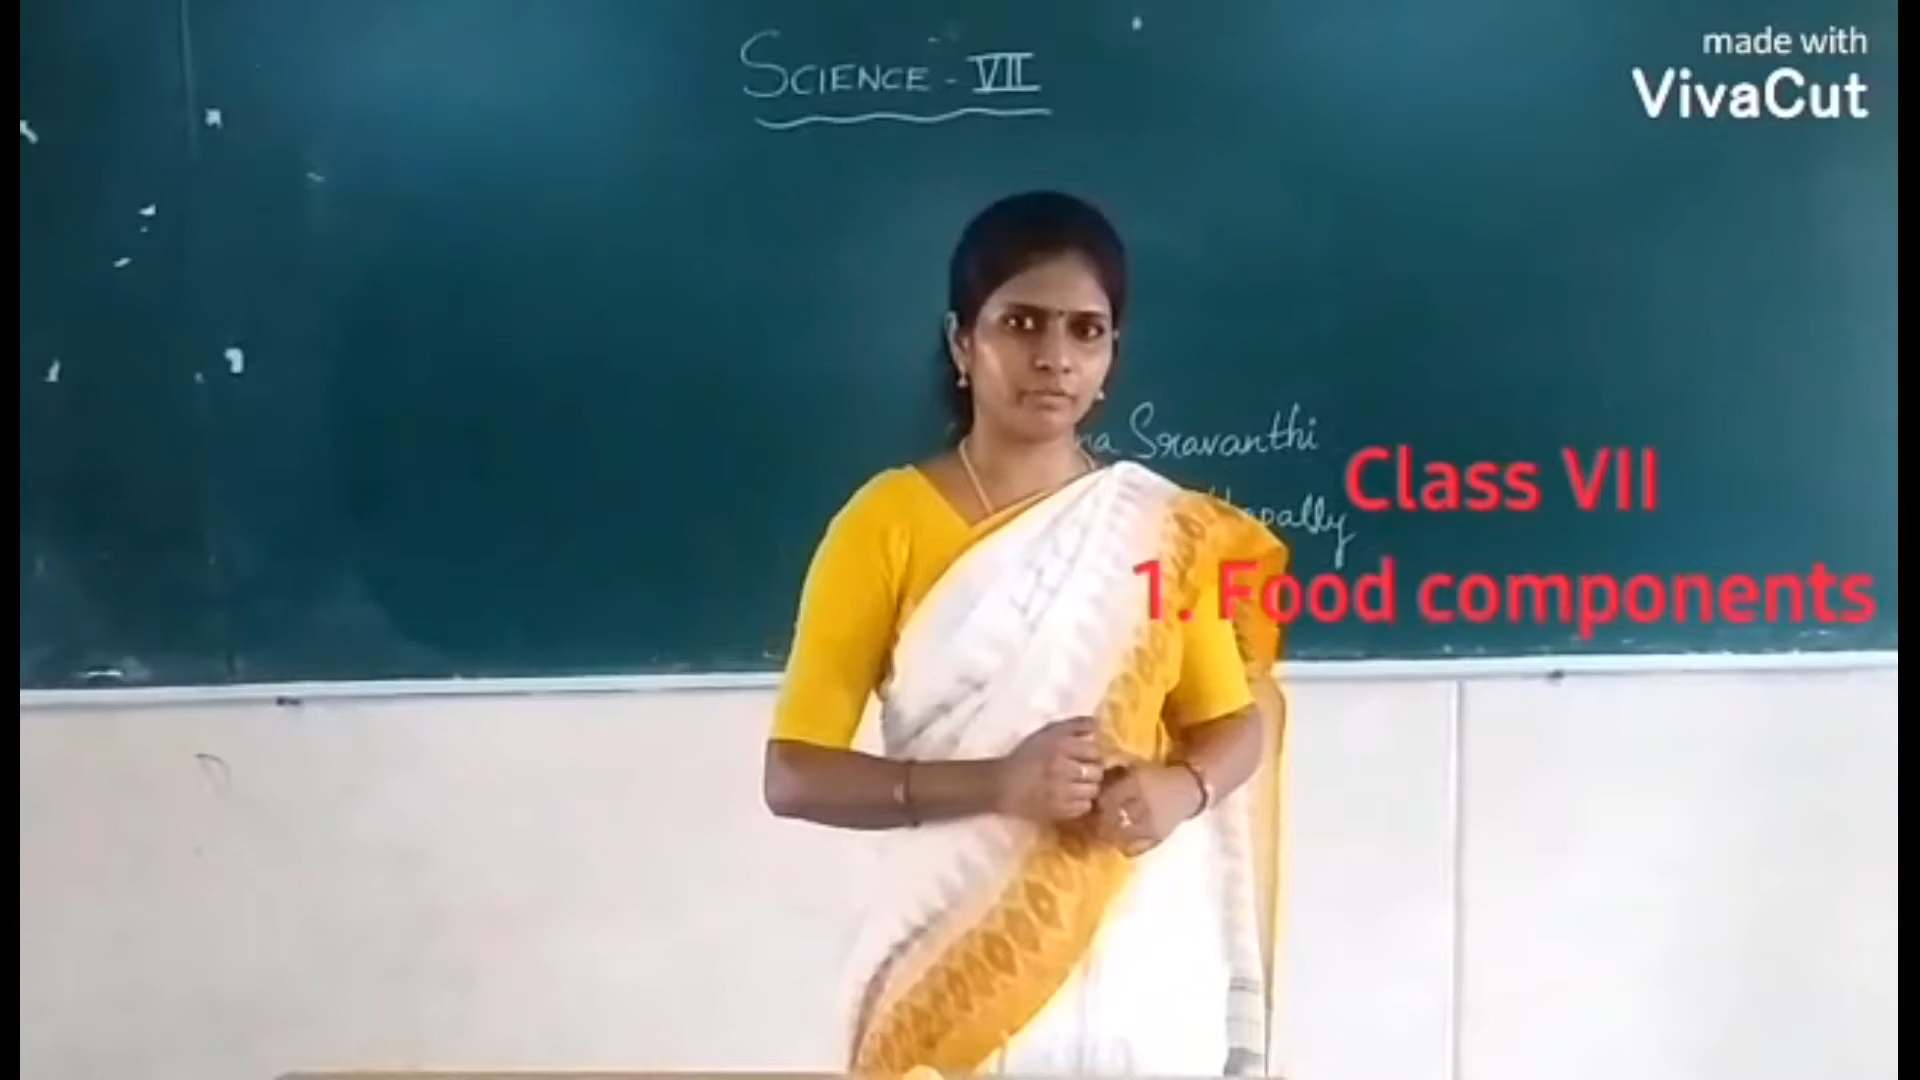 made with
VivaCut
SCIENCE - VII
Sravanthi
Class VII
1. Food components